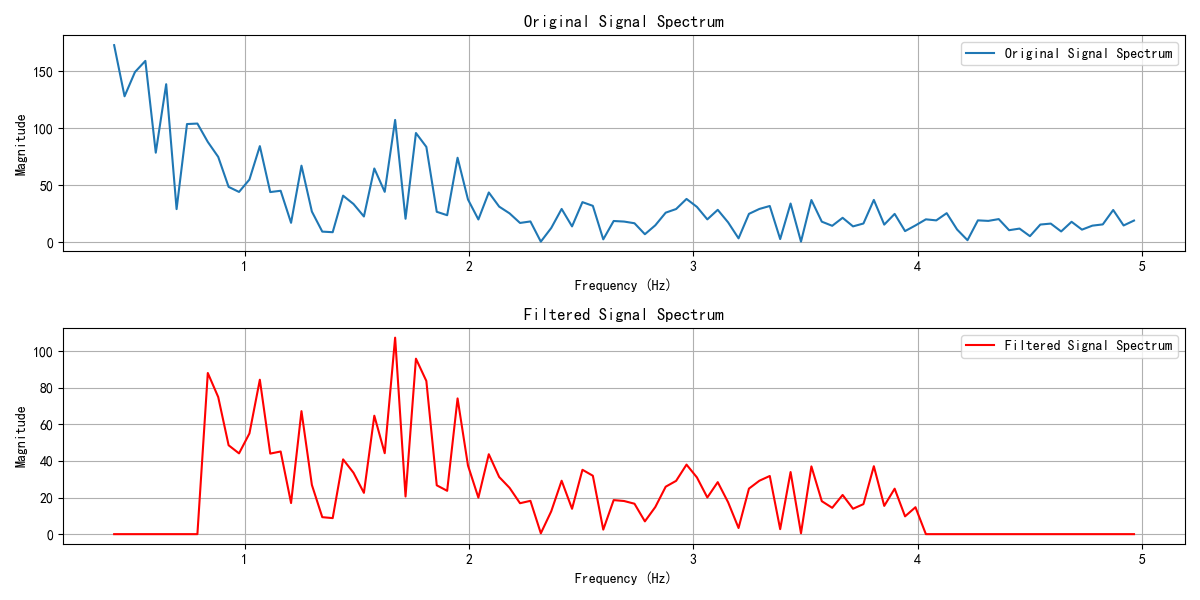 Original Signal Spectrum
Original Signal Spectrum
Magnitude
150
100
50
0
1 2 3 4 5
Frequency (Hz)
Filtered Signal Spectrum
Filtered Signal Spectrum
Magnitude
100
80
60
40
20
0
1 2 3 4 5
Frequency (Hz)